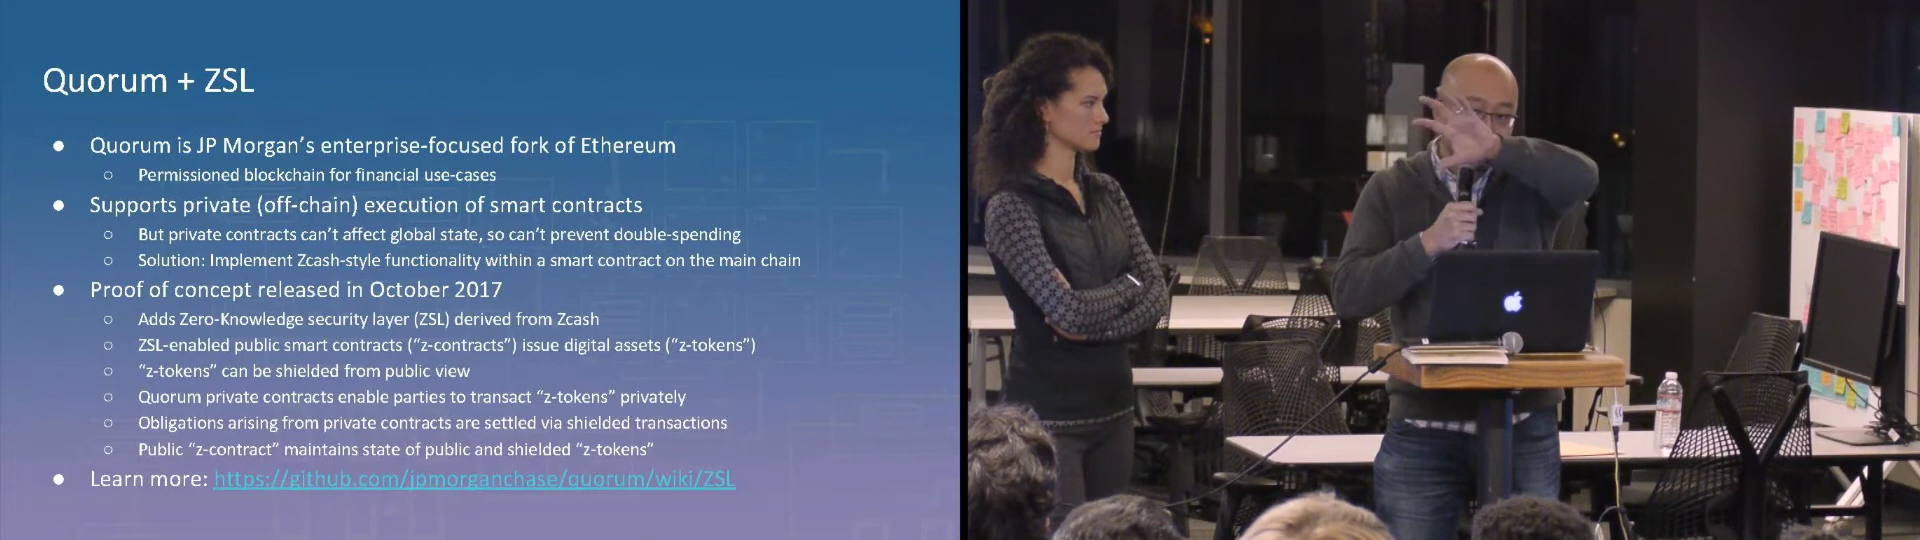 Quorum + ZSL
● Quorum is JP Morgan's enterprise-focused fork of Ethereum
○ Permissioned blockchain for financial use-cases
● Supports private (off-chain) execution of smart contracts
○ But private contracts can't affect global state, so can't prevent double-spending
○ Solution: Implement Zcash-style functionality within a smart contract on the main chain
● Proof of concept released in October 2017
○ Adds Zero-Knowledge security layer (ZSL) derived from Zcash
○ ZSL-enabled public smart contracts (“z-contracts”) issue digital assets (“z-tokens”)
○ “z-tokens” can be shielded from public view
○ Quorum private contracts enable parties to transact “z-tokens” privately
○ Obligations arising from private contracts are settled via shielded transactions
○ Public “z-contract” maintains state of public and shielded “z-tokens”
● Learn more: https://github.com/jpmorganchase/quorum/wiki/ZSL